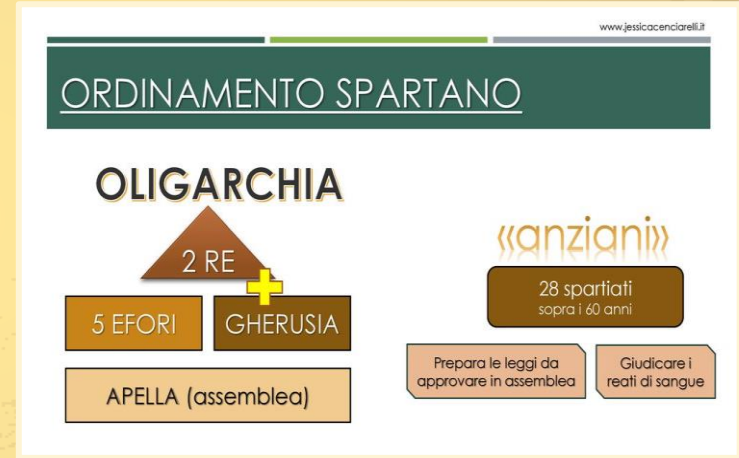 www.jessicacenciarelli.it
ORDINAMENTO SPARTANO
OLIGARCHIA
2 RE
5 EFORI
GHERUSIA
APELLA (assemblea)
«anziani»
28 spartiati
sopra i 60 anni
Prepara le leggi da
approvare in assemblea
Giudicare i
reati di sangue